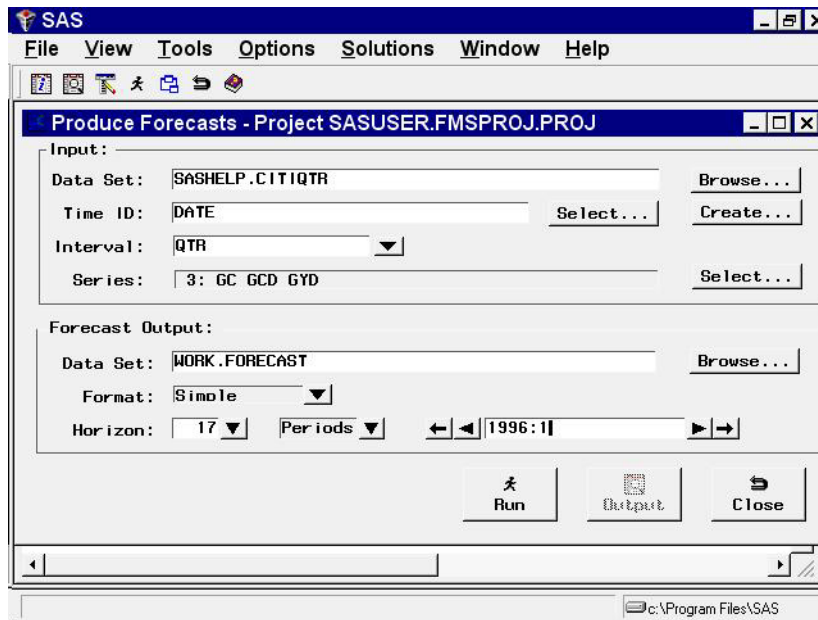 SAS
File View Tools Options Solutions Window Help
Produce Forecasts - Project SASUSER.FMSPROJ.PROJ
Input:
Data Set: SASHELP.CITIQTR Browse...
Time ID: DATE Select... Create...
Interval: QTR
Series: 3: GC GCD GYD Select...
Forecast Output:
Data Set: WORK.FORECAST Browse...
Format: Simple
Horizon: 17 Periods 1996:1
Run Output Close
c:\Program Files\SAS